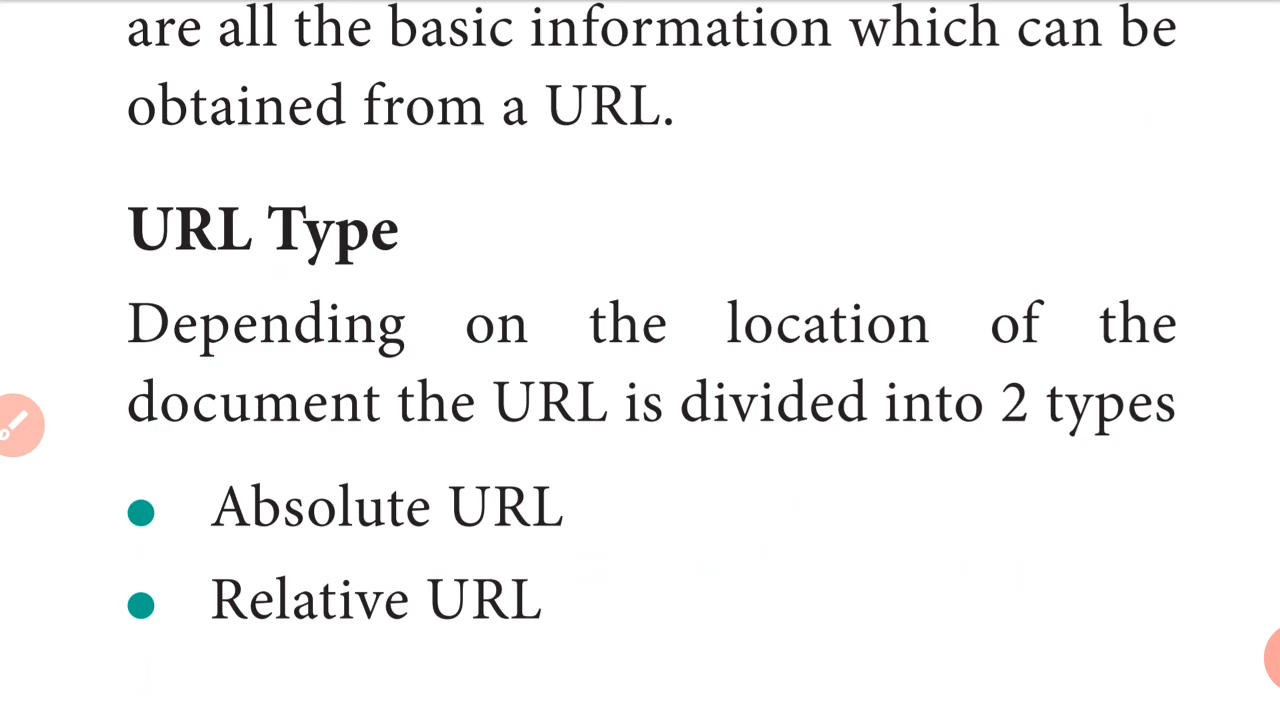 are all the basic information which can be
obtained from a URL.
URL Type
Depending on the location of the
document the URL is divided into 2 types
Absolute URL
Relative URL